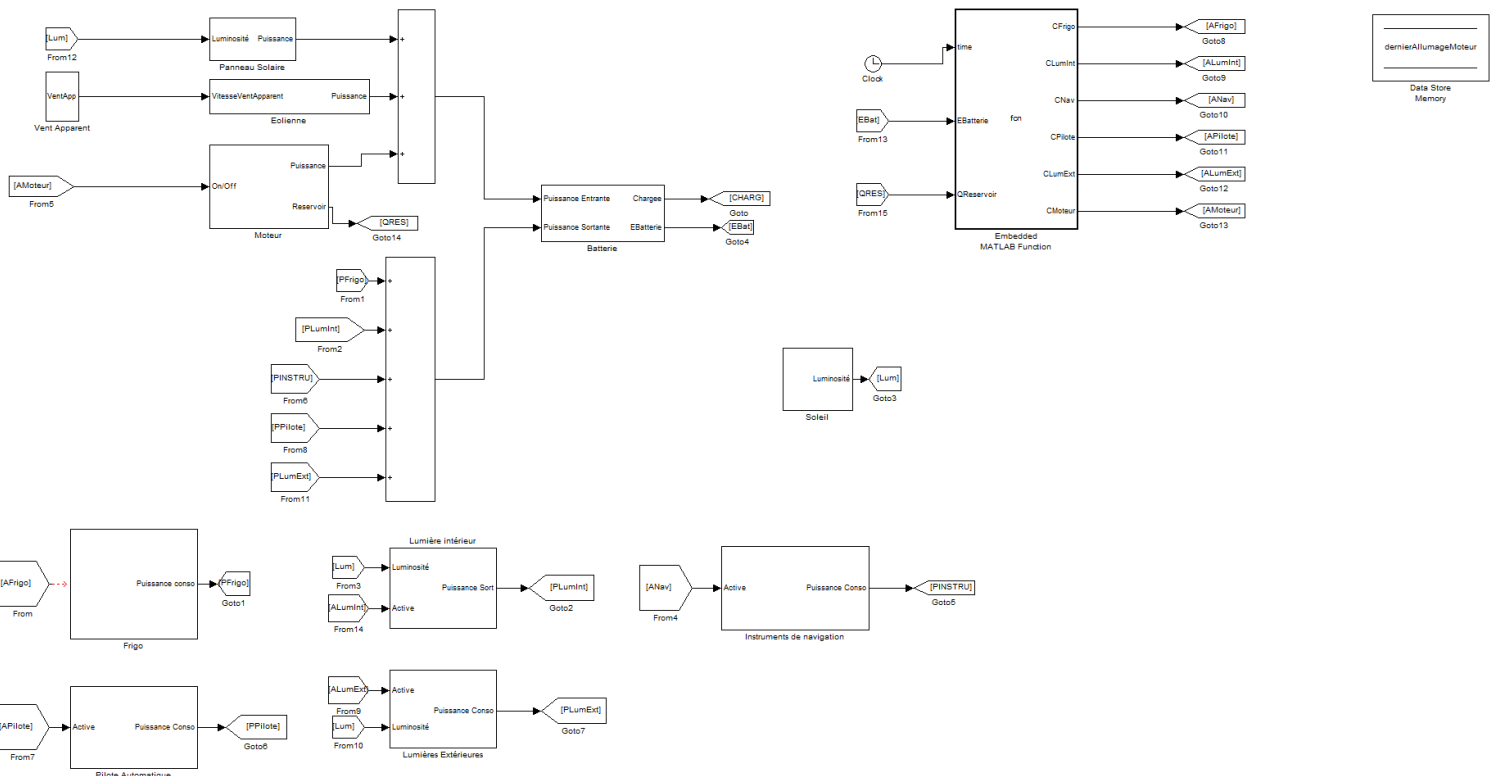 [Lum]
From12
Luminosité Puissance
Panneau Solaire
+
VentApp
Vent Apparent
VitesseVentApparent Puissance
Eolienne
+
[AMoteur]
From5
On/Off
Puissance
Reservoir
Moteur
+
[QRES]
Goto14
Puissance Entrante Chargee
Puissance Sortante EBatterie
Batterie
[CHARG]
Goto
[EBat]
Goto4
[PFrigo]
From1
+
[PLumInt]
From2
+
[PINSTRU]
From6
+
[PPilote]
From8
+
[PLumExt]
From11
+
Clock
time
EBat]
From13
EBatterie
[QRES]
From15
QReservoir
fcn
CFrigo
CLumInt
CNav
CPilote
CLumExt
CMoteur
Embedded
MATLAB Function
[AFrigo]
Goto8
[ALumInt]
Goto9
[ANav]
Goto10
[APilote]
Goto11
[ALumExt]
Goto12
[AMoteur]
Goto13
dernierAllumageMoteur
Data Store
Memory
Luminosité
Soleil
[Lum]
Goto3
[AFrigo]
From
Puissance conso
Frigo
[PFrigo]
Goto1
Lumière intérieur
[Lum]
From3
Luminosité
[ALumInt]
From14
Active
Puissance Sort
[PLumInt]
Goto2
[ANav]
From4
Active Puissance Conso
Instruments de navigation
[PINSTRU]
Goto5
[APilote]
From7
Active Puissance Conso
Pilote Automatique
[PPilote]
Goto6
[ALumExt]
From9
Active
[Lum]
From10
Luminosité
Puissance Conso
Lumières Extérieures
[PLumExt]
Goto7